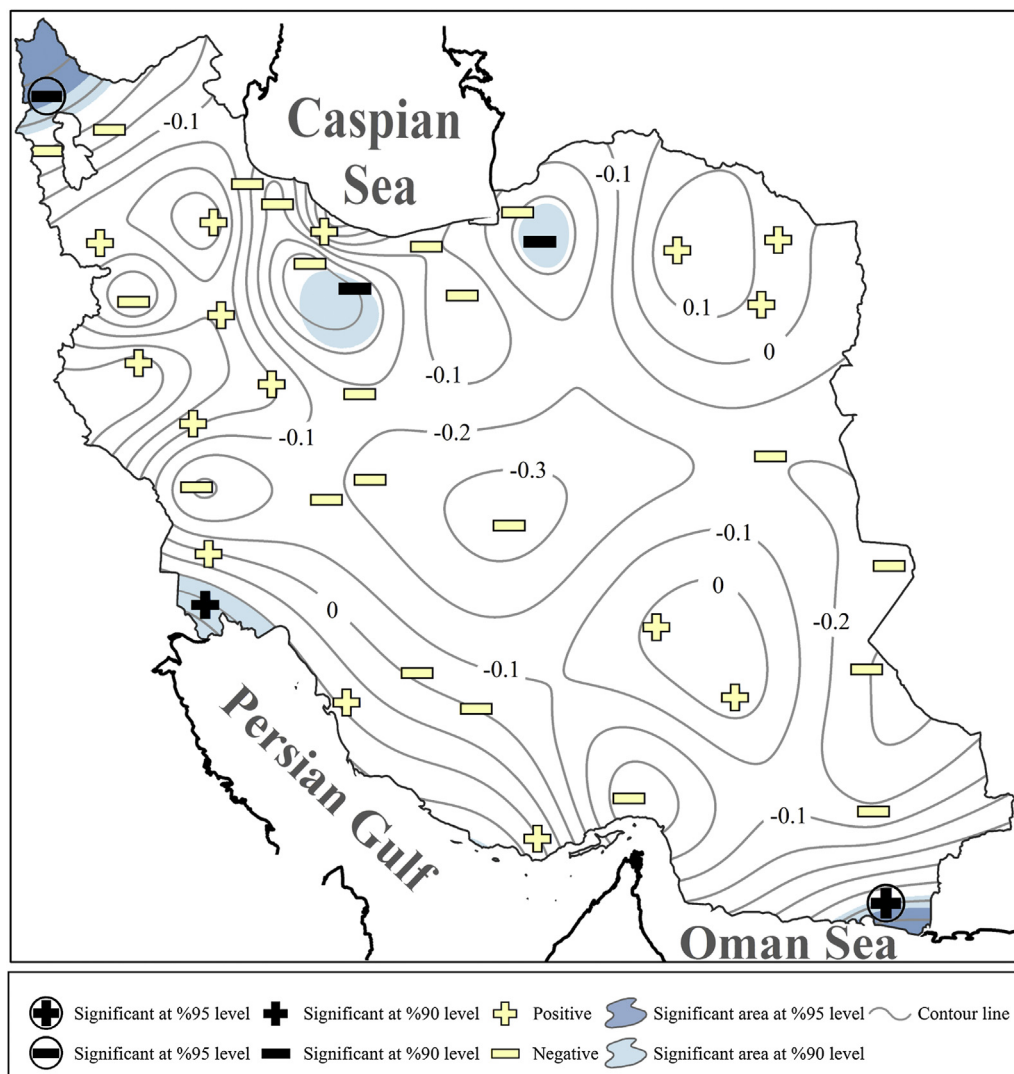 -0.1
Caspian
Sea
-0.1
0.1
0
-0.1
-0.2
-0.1
-0.3
-0.1
0
0
-0.2
-0.1
Persian Gulf
-0.1
Oman Sea
Significant at %95 level
Significant at %90 level
Positive
Significant area at %95 level
Contour line
Significant at %95 level
Significant at %90 level
Negative
Significant area at %90 level